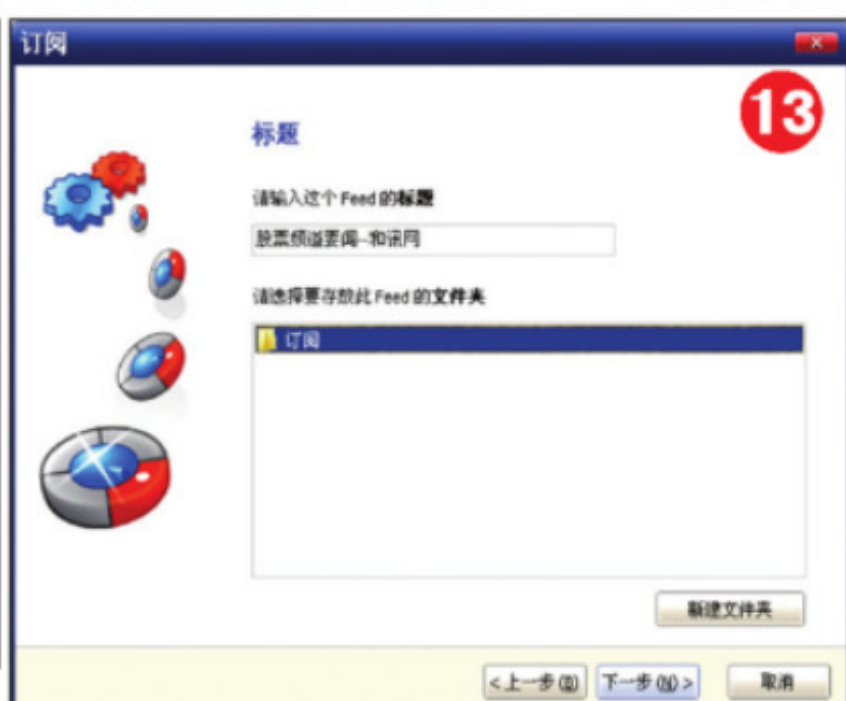 订阅
13
标题
请输入这个 Feed 的标题
股票频道要闻--和讯网
请选择要存放此 Feed 的文件夹
订阅
新建文件夹
<上一步(B) 下一步(N)> 取消